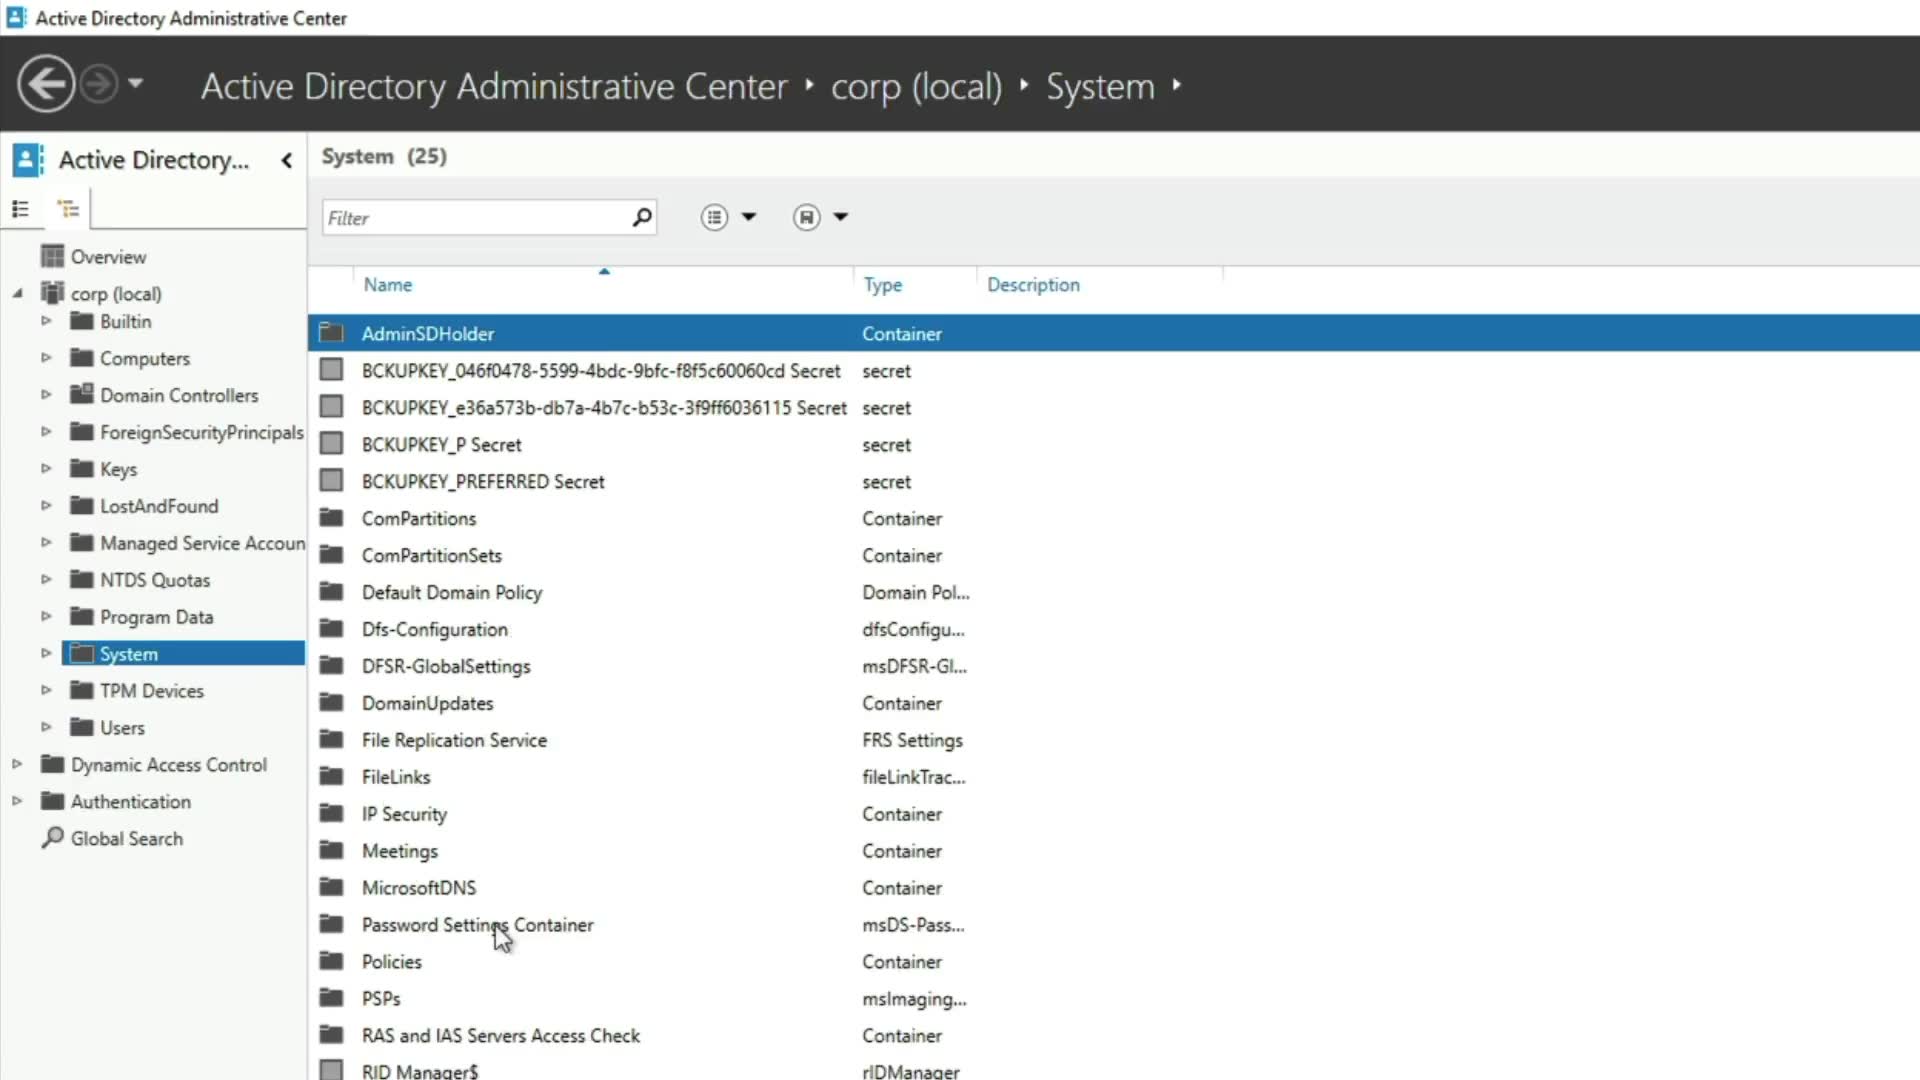 Active Directory Administrative Center
Active Directory Administrative Center corp (local) System
Active Directory...
Overview
corp (local)
Builtin
Computers
Domain Controllers
ForeignSecurityPrincipals
Keys
LostAndFound
Managed Service Accoun
NTDS Quotas
Program Data
System
TPM Devices
Users
Dynamic Access Control
Authentication
Global Search
System (25)
Filter
Name Type Description
AdminSDHolder Container
BCKUPKEY_046f0478-5599-4bdc-9bfc-f8f5c60060cd Secret secret
BCKUPKEY_e36a573b-db7a-4b7c-b53c-3f9ff6036115 Secret secret
BCKUPKEY_P Secret secret
BCKUPKEY_PREFERRED Secret secret
ComPartitions Container
ComPartitionSets Container
Default Domain Policy Domain Pol...
Dfs-Configuration dfsConfigu...
DFSR-GlobalSettings msDFSR-Gl...
DomainUpdates Container
File Replication Service FRS Settings
FileLinks fileLinkTrac...
IP Security Container
Meetings Container
MicrosoftDNS Container
Password Settings Container msDS-Pass...
Policies Container
PSPs msImaging...
RAS and IAS Servers Access Check Container
RID Manager$ rIDManager